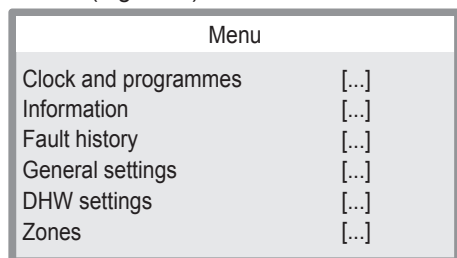 Menu
Clock and programmes [...]
Information [...]
Fault history [...]
General settings [...]
DHW settings [...]
Zones [...]